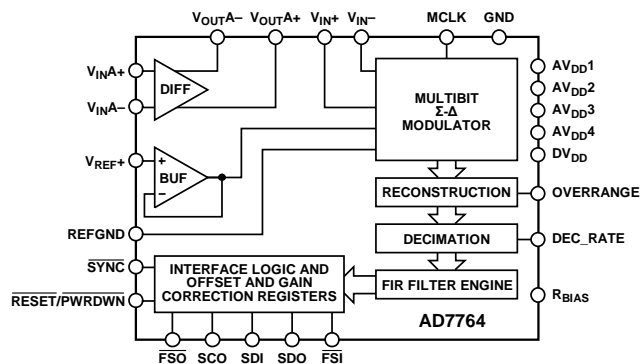 VOUTA– VOUTA+ VIN+ VIN– MCLK GND
VINA+
VINA–
DIFF
MULTIBIT
Σ-Δ
MODULATOR
AVDD1
AVDD2
AVDD3
AVDD4
DVDD
VREF+
+
–
BUF
RECONSTRUCTION
OVERRANGE
REFGND
DECIMATION
DEC_RATE
SYNC
RESET/PWRDWN
INTERFACE LOGIC AND
OFFSET AND GAIN
CORRECTION REGISTERS
FIR FILTER ENGINE
RBIAS
AD7764
FSO SCO SDI SDO FSI